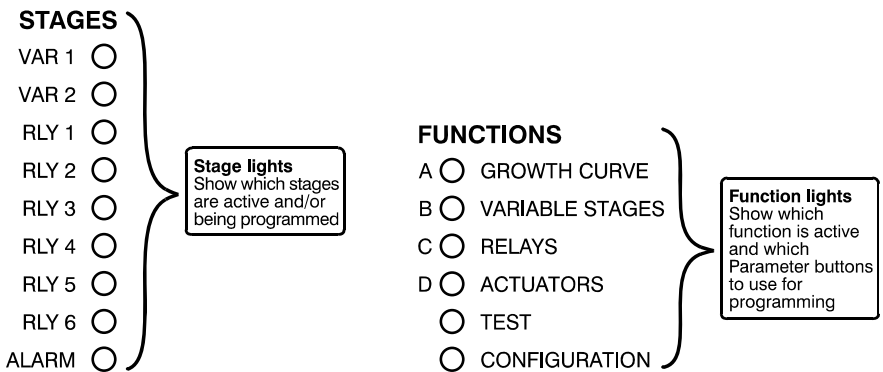 STAGES
VAR 1
VAR 2
RLY 1
RLY 2
RLY 3
RLY 4
RLY 5
RLY 6
ALARM
Stage lights
Show which stages
are active and/or
being programmed
FUNCTIONS
A GROWTH CURVE
B VARIABLE STAGES
C RELAYS
D ACTUATORS
TEST
CONFIGURATION
Function lights
Show which
function is active
and which
Parameter buttons
to use for
programming